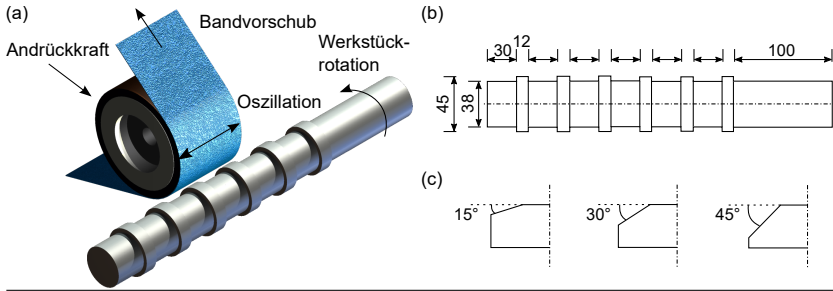 (a)
Bandvorschub
Andrückkraft
Werkstück-
rotation
Oszillation
(b)
30
12
100
45
38
(c)
15°
30°
45°